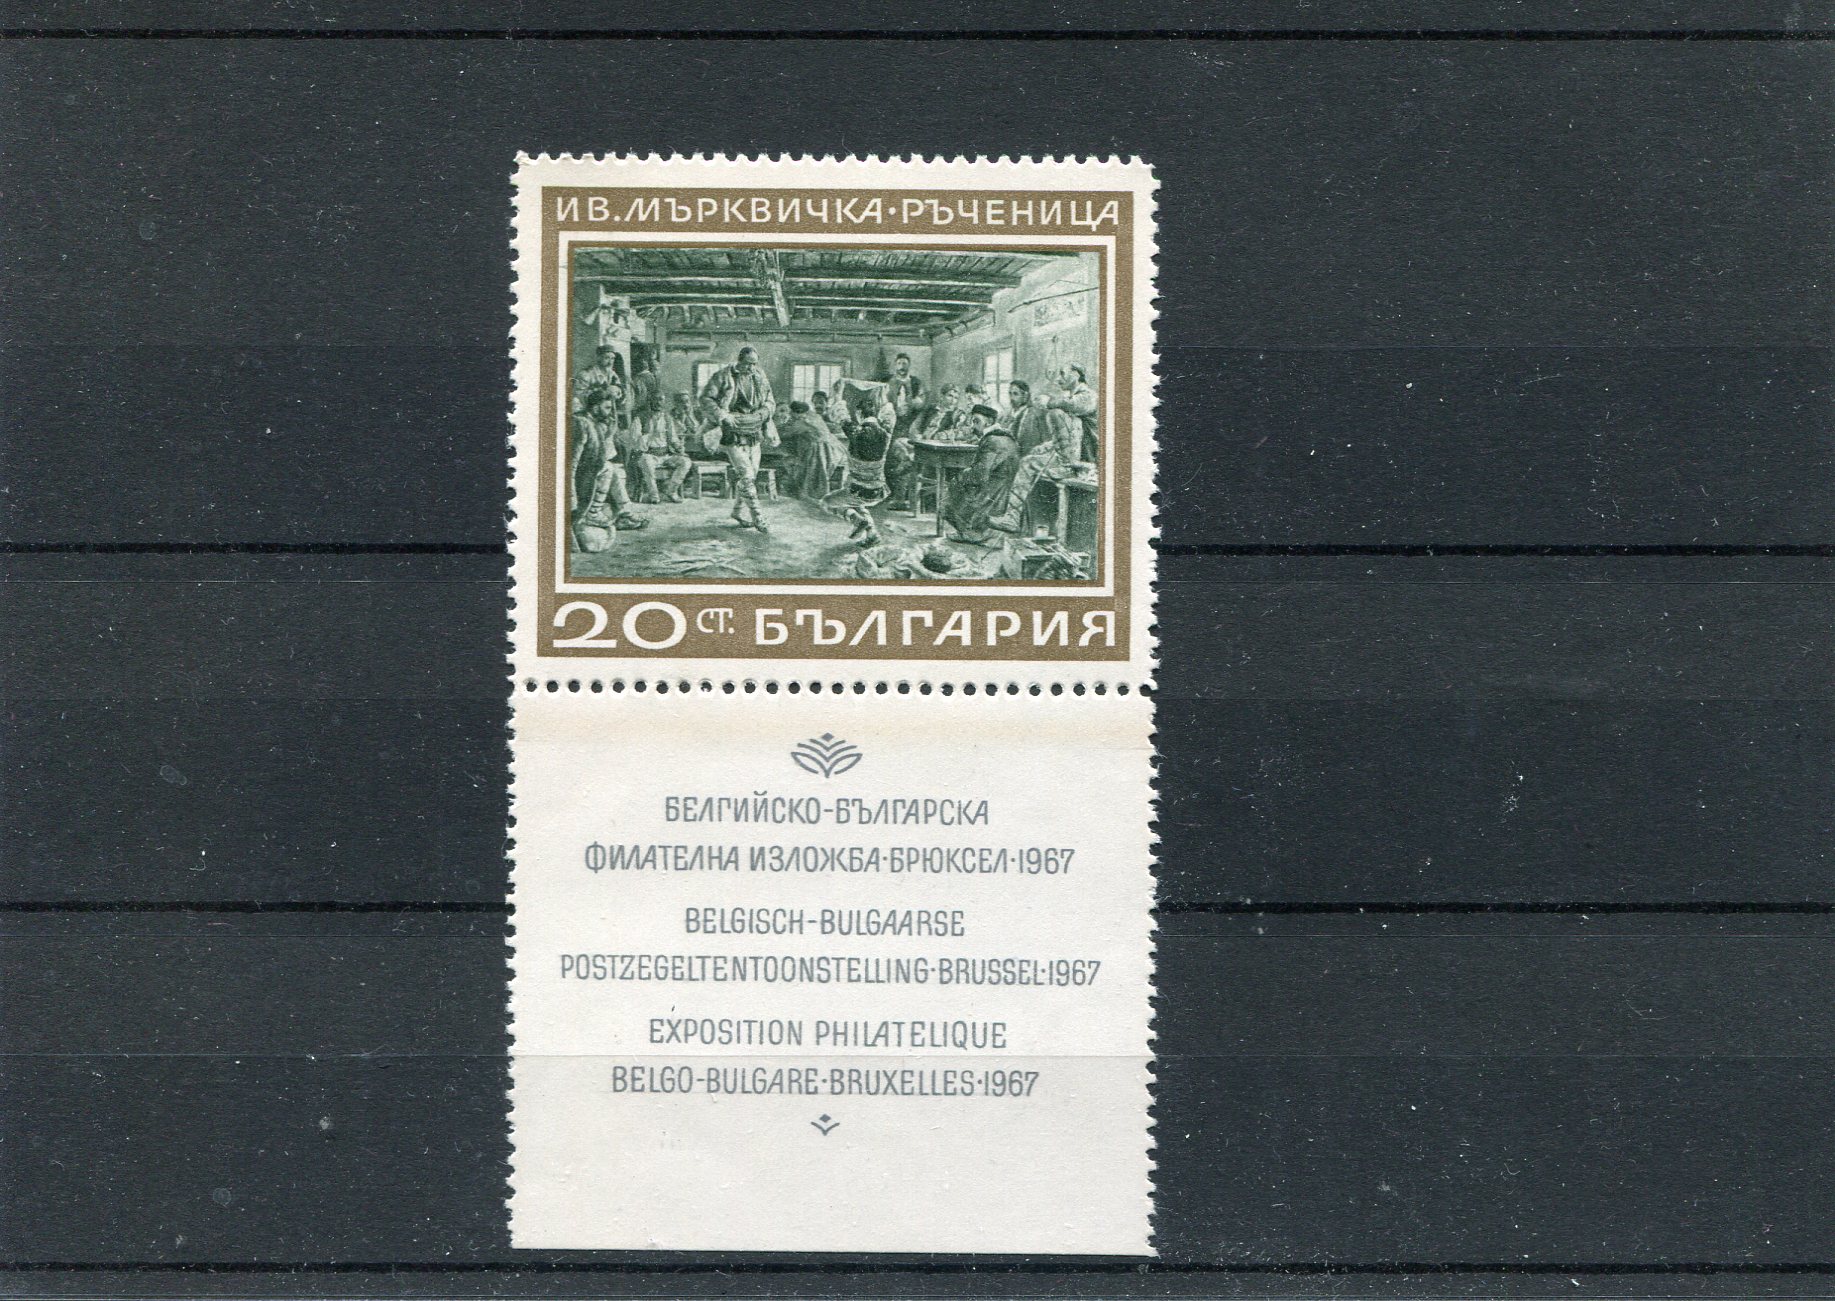 ИВ.МЪРКВИЧКА·РЪЧЕНИЦА
20 СТ. БЪЛГАРИЯ
БЕЛГИЙСКО-БЪЛГАРСКА
ФИЛАТЕЛНА ИЗЛОЖБА·БРЮКСЕЛ·1967
BELGISCH-BULGAARSE
POSTZEGELTENTOONSTELLING·BRUSSEL·1967
EXPOSITION PHILATELIQUE
BELGO-BULGARE·BRUXELLES·1967